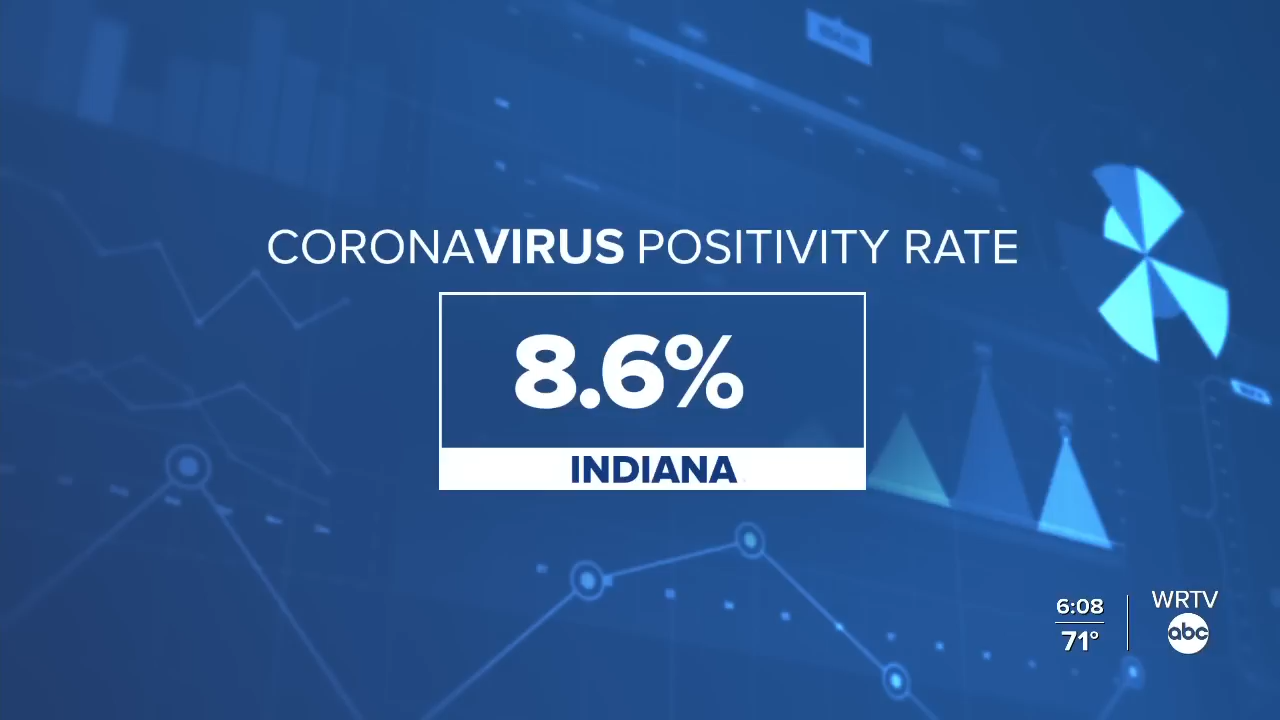 CORONAVIRUS POSITIVITY RATE
8.6%
INDIANA
6:08
71°
WRTV
abc